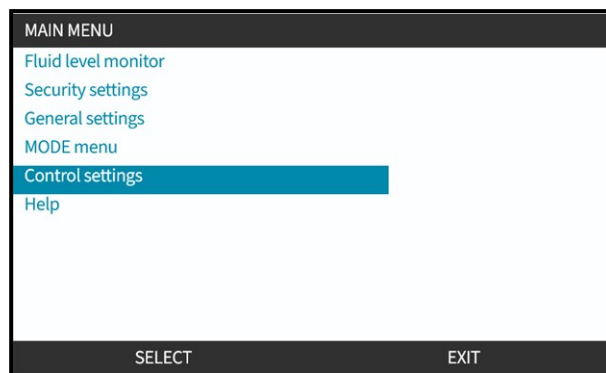 MAIN MENU
Fluid level monitor
Security settings
General settings
MODE menu
Control settings
Help
SELECT EXIT